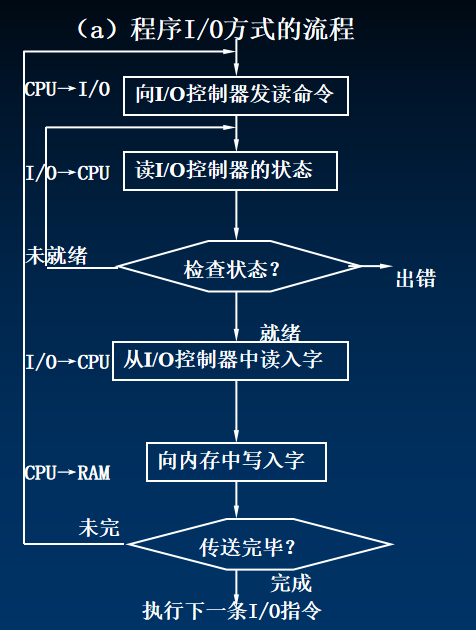 (a) 程序I/O方式的流程
CPU→I/O
向I/O控制器发读命令
I/O→CPU
读I/O控制器的状态
未就绪
检查状态?
出错
就绪
I/O→CPU
从I/O控制器中读入字
CPU→RAM
向内存中写入字
未完
传送完毕?
完成
执行下一条I/O指令